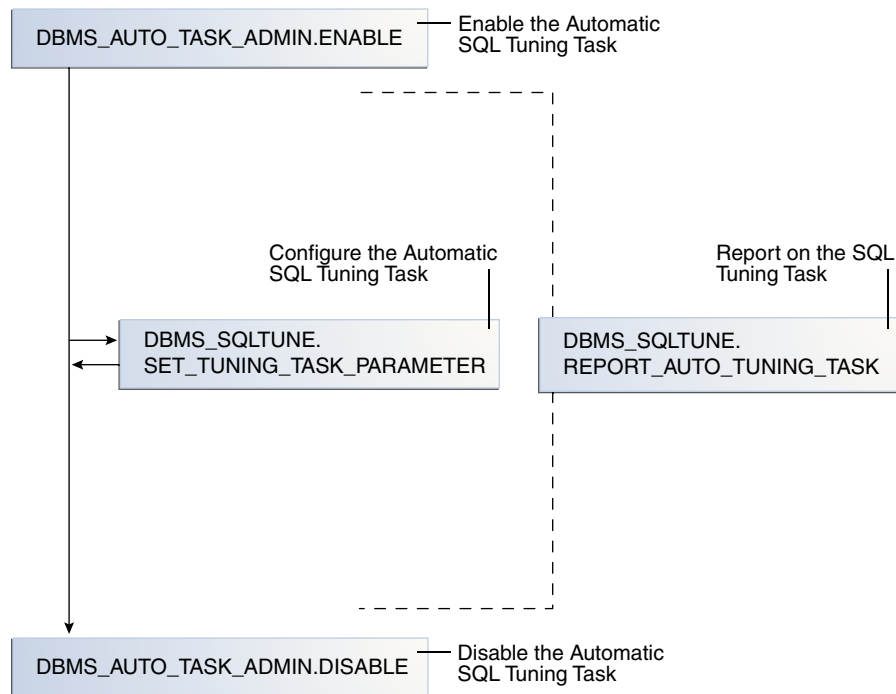 DBMS_AUTO_TASK_ADMIN.ENABLE
Enable the Automatic
SQL Tuning Task
Configure the Automatic
SQL Tuning Task
Report on the SQL
Tuning Task
DBMS_SQLTUNE.
SET_TUNING_TASK_PARAMETER
DBMS_SQLTUNE.
REPORT_AUTO_TUNING_TASK
DBMS_AUTO_TASK_ADMIN.DISABLE
Disable the Automatic
SQL Tuning Task